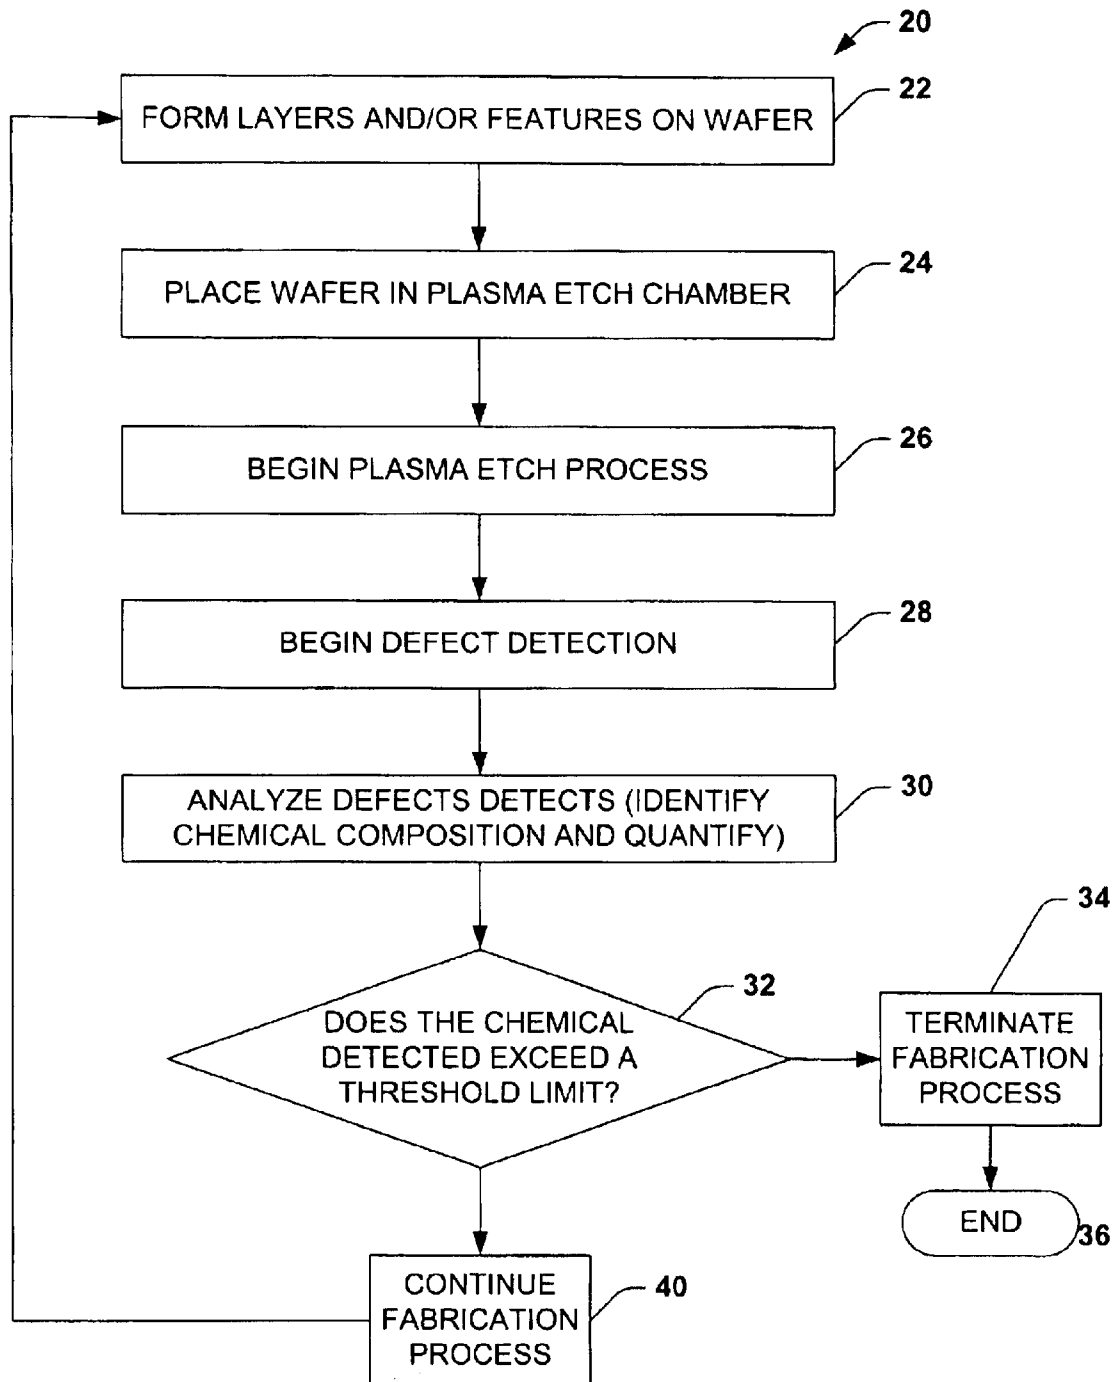 20
FORM LAYERS AND/OR FEATURES ON WAFER
22
PLACE WAFER IN PLASMA ETCH CHAMBER
24
BEGIN PLASMA ETCH PROCESS
26
BEGIN DEFECT DETECTION
28
ANALYZE DEFECTS DETECTS (IDENTIFY
CHEMICAL COMPOSITION AND QUANTIFY)
30
DOES THE CHEMICAL
DETECTED EXCEED A
THRESHOLD LIMIT?
32
34
TERMINATE
FABRICATION
PROCESS
END
36
CONTINUE
FABRICATION
PROCESS
40